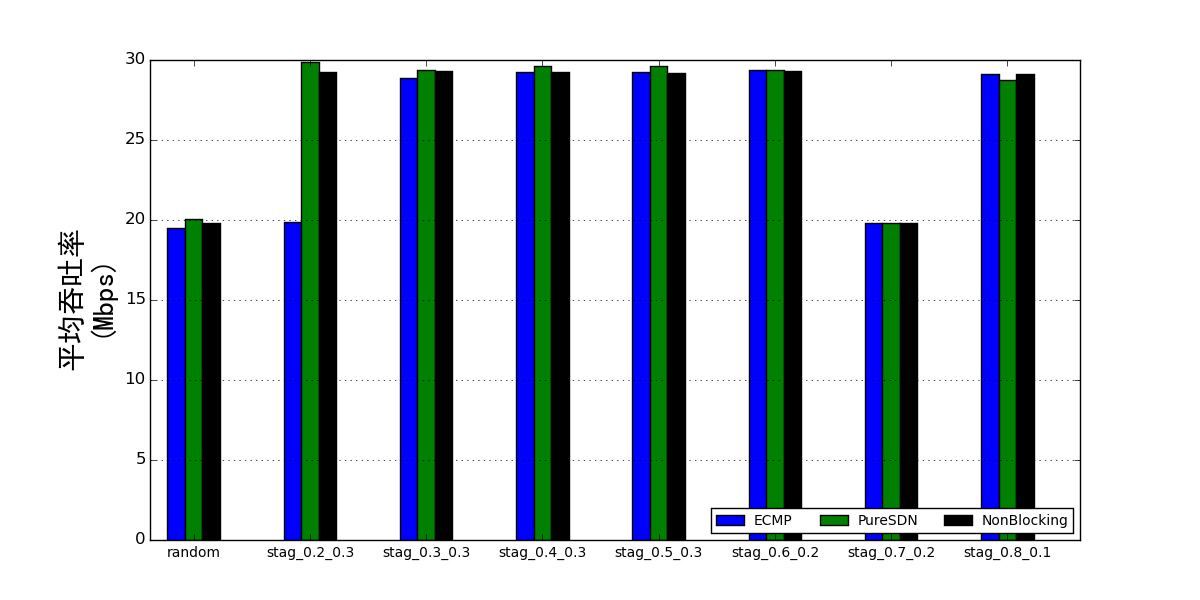 平均吞吐率
(Mbps)
30
25
20
15
10
5
0
random stag_0.2_0.3 stag_0.3_0.3 stag_0.4_0.3 stag_0.5_0.3 stag_0.6_0.2 stag_0.7_0.2 stag_0.8_0.1
ECMP PureSDN NonBlocking